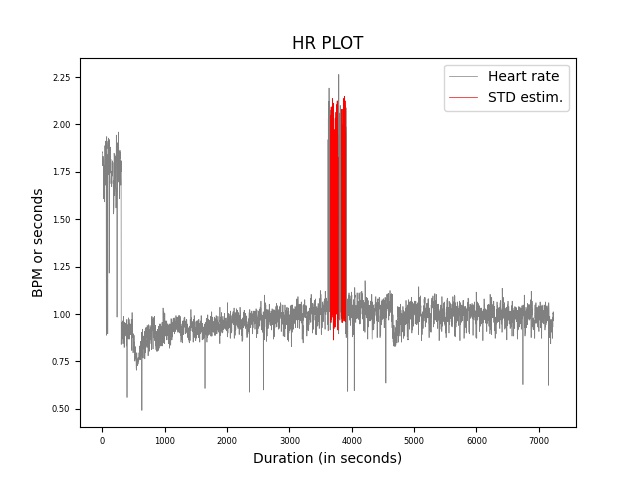 HR PLOT
Heart rate
STD estim.
BPM or seconds
2.25
2.00
1.75
1.50
1.25
1.00
0.75
0.50
0 1000 2000 3000 4000 5000 6000 7000
Duration (in seconds)